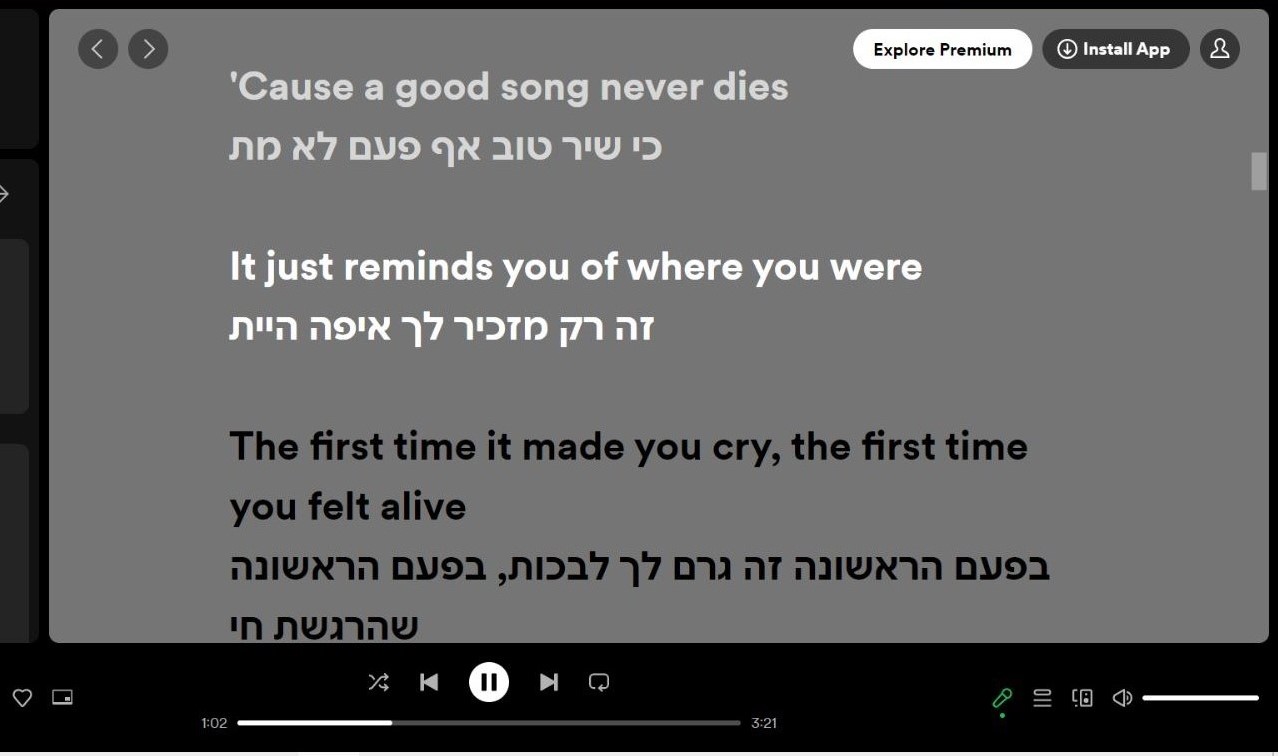 Explore Premium
Install App
'Cause a good song never dies
כי שיר טוב אף פעם לא מת
It just reminds you of where you were
זה רק מזכיר לך איפה היית
The first time it made you cry, the first time
you felt alive
בפעם הראשונה זה גרם לך לבכות, בפעם הראשונה
שהרגשת חי
1:02
3:21